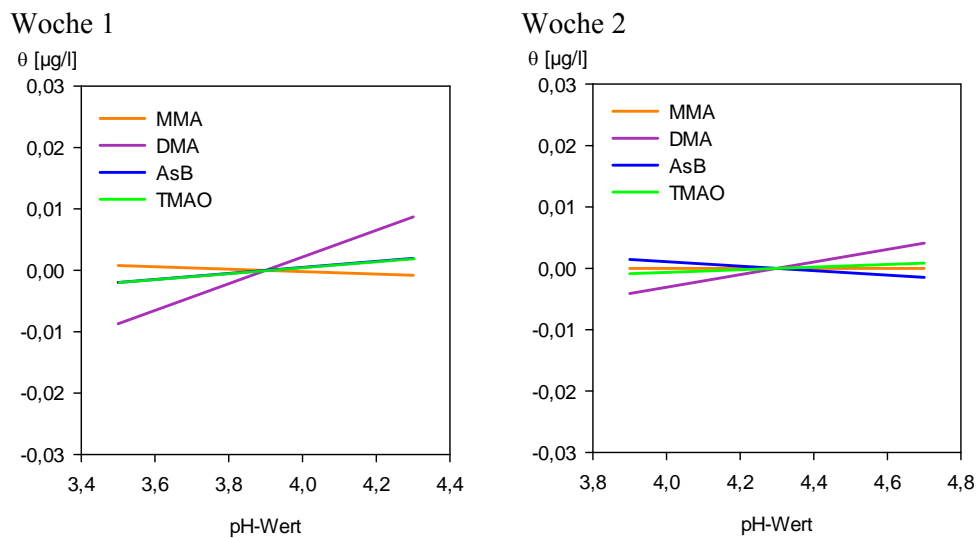 Woche 1
θ [µg/l]
0,03
0,02
0,01
0,00
-0,01
-0,02
-0,03
MMA
DMA
AsB
TMAO
3,4 3,6 3,8 4,0 4,2 4,4
pH-Wert
Woche 2
θ [µg/l]
0,03
0,02
0,01
0,00
-0,01
-0,02
-0,03
MMA
DMA
AsB
TMAO
3,8 4,0 4,2 4,4 4,6 4,8
pH-Wert